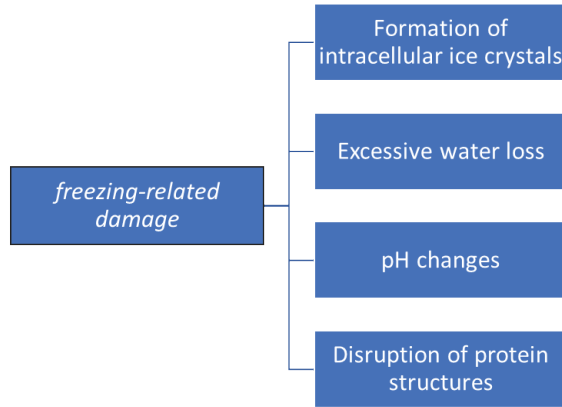 freezing-related
damage
Formation of
intracellular ice crystals
Excessive water loss
pH changes
Disruption of protein
structures